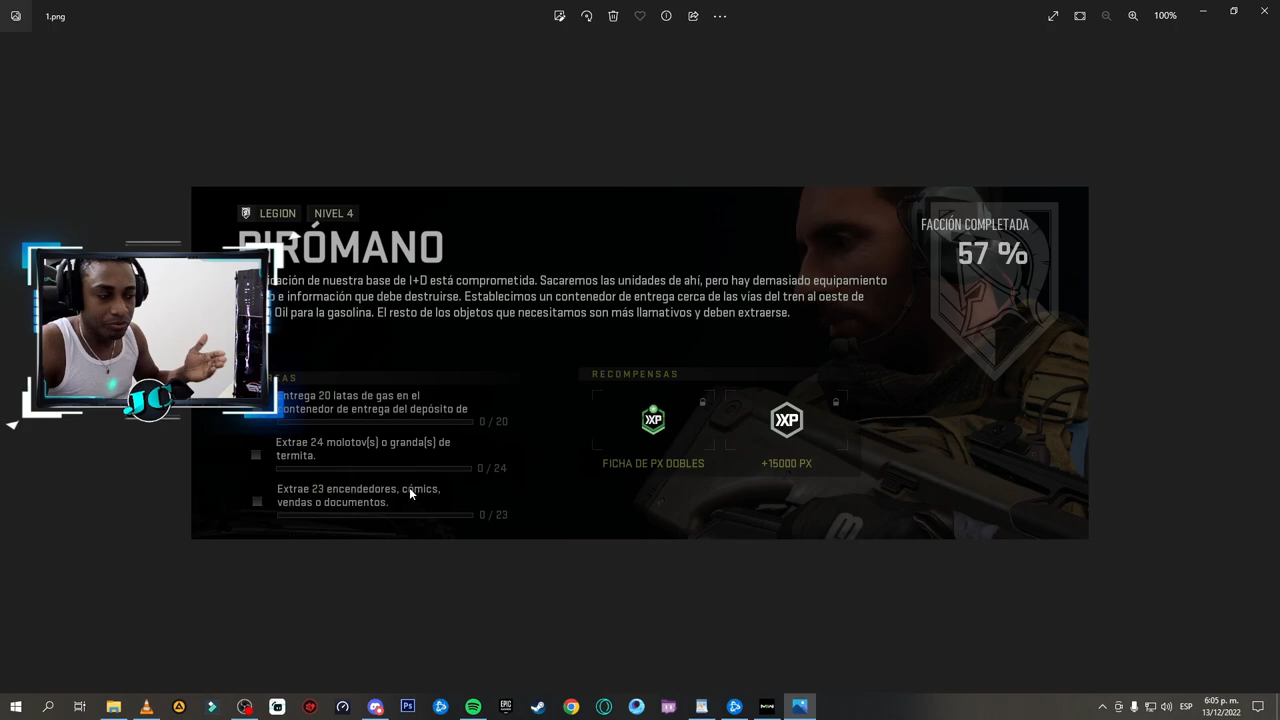 1.png
100%
LEGION NIVEL 4
PIRÓMANO
FACCIÓN COMPLETADA
57 %
de nuestra base de I+D está comprometida. Sacaremos las unidades de ahí, pero hay demasiado equipamiento
e información que debe destruirse. Establecimos un contenedor de entrega cerca de las vías del tren al oeste de
Oil para la gasolina. El resto de los objetos que necesitamos son más llamativos y deben extraerse.
RECOMPENSAS
Entrega 20 latas de gas en el
contenedor de entrega del depósito de
0 / 20
Extrae 24 molotov(s) o granda(s) de
termita.
0 / 24
Extrae 23 encendedores, cómics,
vendas o documentos.
0 / 23
XP
XP
FICHA DE PX DOBLES
+15000 PX
JC
ESP
6:05 p. m.
13/12/2022